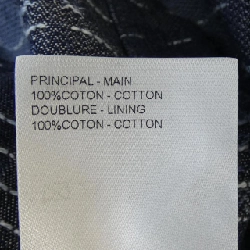 PRINCIPAL - MAIN
100%COTON - COTTON
DOUBLURE - LINING
100%COTON - COTTON